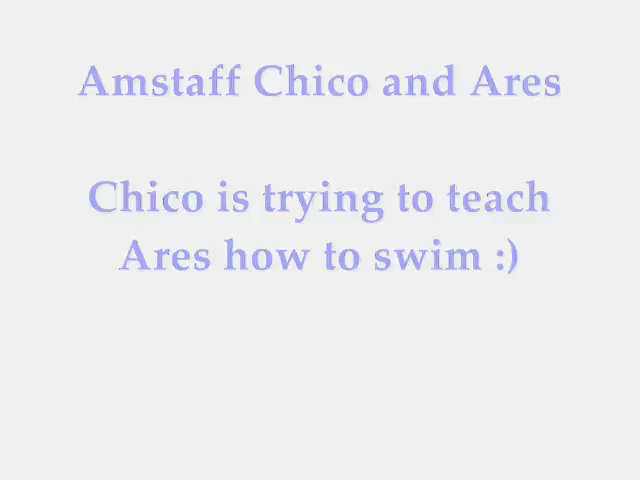 Amstaff Chico and Ares
Chico is trying to teach
Ares how to swim :)